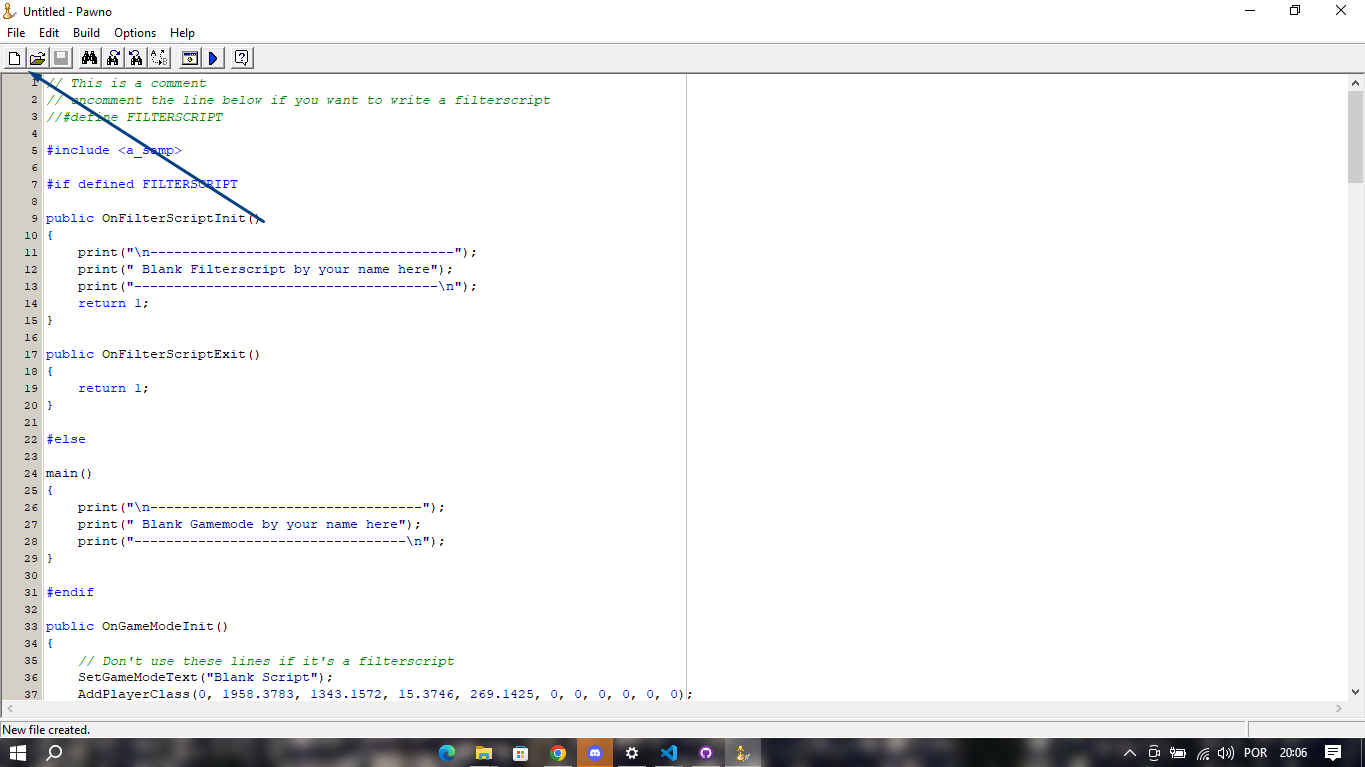 Untitled - Pawno
File Edit Build Options Help
1 // This is a comment
2 // uncomment the line below if you want to write a filterscript
3 //#define FILTERSCRIPT
4
5 #include <a_samp>
6
7 #if defined FILTERSCRIPT
8
9 public OnFilterScriptInit()
10 {
11     print("\n--------------------------------------");
12     print(" Blank Filterscript by your name here");
13     print("--------------------------------------\n");
14     return 1;
15 }
16
17 public OnFilterScriptExit()
18 {
19     return 1;
20 }
21
22 #else
23
24 main()
25 {
26     print("\n----------------------------------");
27     print(" Blank Gamemode by your name here");
28     print("----------------------------------\n");
29 }
30
31 #endif
32
33 public OnGameModeInit()
34 {
35     // Don't use these lines if it's a filterscript
36     SetGameModeText("Blank Script");
37     AddPlayerClass(0, 1958.3783, 1343.1572, 15.3746, 269.1425, 0, 0, 0, 0, 0, 0);
New file created.
POR 20:06